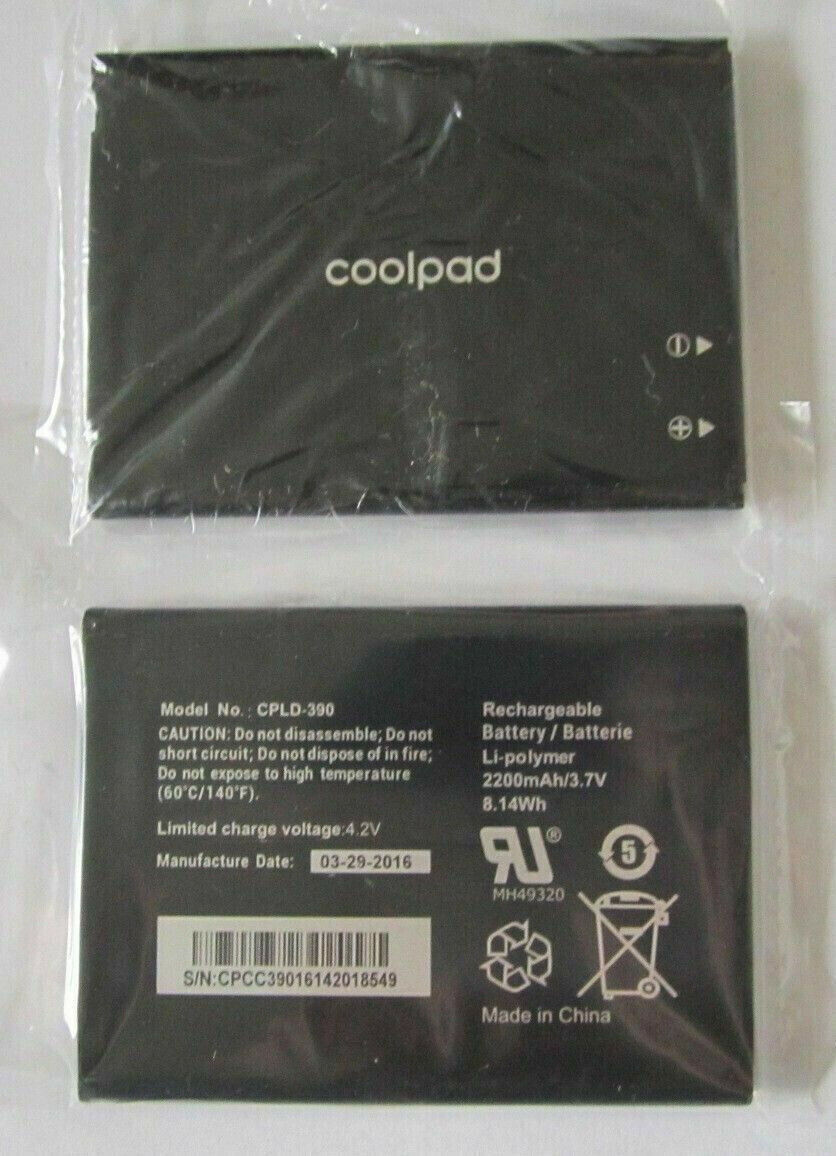 coolpad
Model No.: CPLD-390
CAUTION: Do not disassemble; Do not
short circuit; Do not dispose of in fire;
Do not expose to high temperature
(60°C/140°F).
Limited charge voltage:4.2V
Manufacture Date: 03-29-2016
S/N:CPCC39016142018549
Rechargeable
Battery / Batterie
Li-polymer
2200mAh/3.7V
8.14Wh
RU®
5
MH49320
Made in China